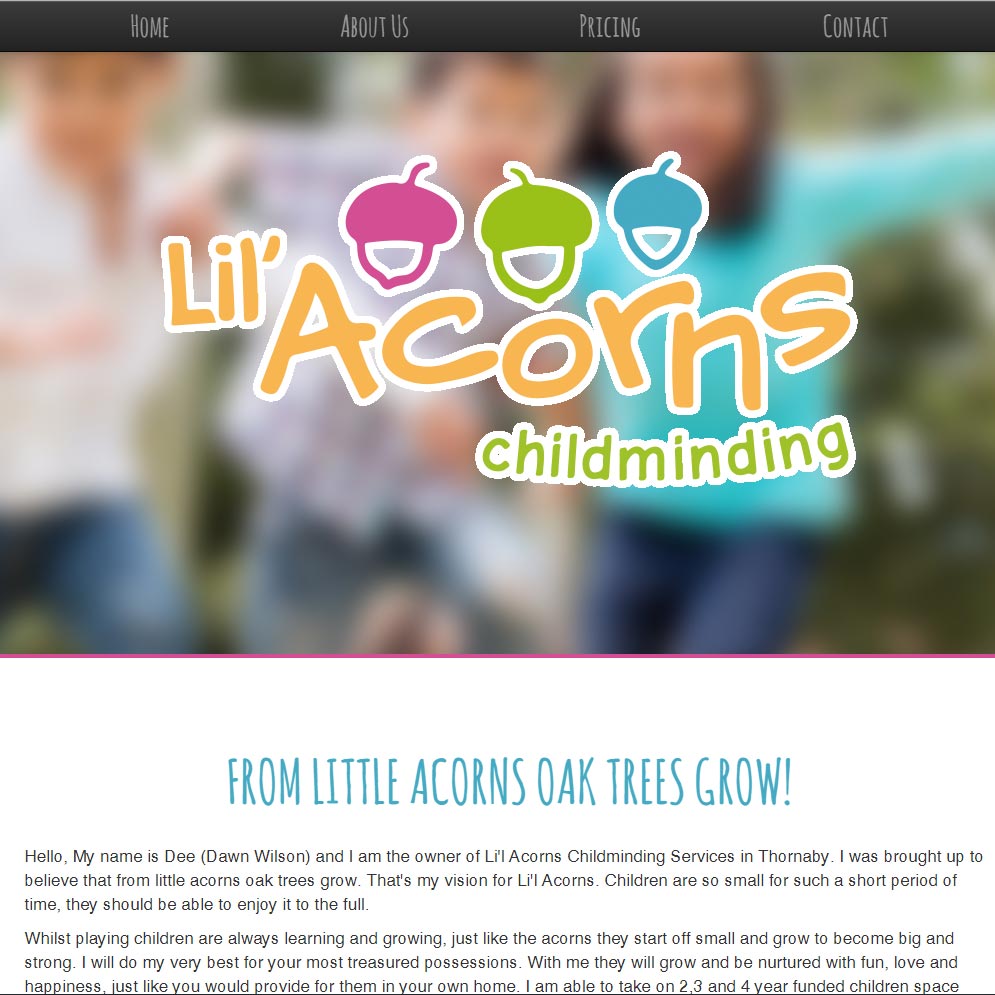 Home About Us Pricing Contact
Lil' Acorns
childminding
FROM LITTLE ACORNS OAK TREES GROW!
Hello, My name is Dee (Dawn Wilson) and I am the owner of Li'l Acorns Childminding Services in Thornaby. I was brought up to
believe that from little acorns oak trees grow. That's my vision for Li'l Acorns. Children are so small for such a short period of
time, they should be able to enjoy it to the full.
Whilst playing children are always learning and growing, just like the acorns they start off small and grow to become big and
strong. I will do my very best for your most treasured possessions. With me they will grow and be nurtured with fun, love and
happiness, just like you would provide for them in your own home. I am able to take on 2,3 and 4 year funded children space